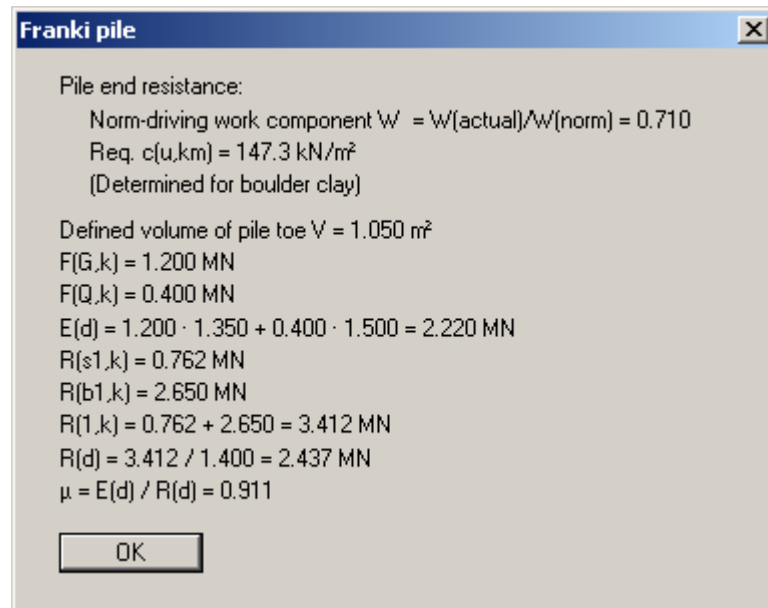 Franki pile
Pile end resistance:
Norm-driving work component W = W(actual)/W(norm) = 0.710
Req. c(u,km) = 147.3 kN/m²
(Determined for boulder clay)
Defined volume of pile toe V = 1.050 m²
F(G,k) = 1.200 MN
F(Q,k) = 0.400 MN
E(d) = 1.200 · 1.350 + 0.400 · 1.500 = 2.220 MN
R(s1,k) = 0.762 MN
R(b1,k) = 2.650 MN
R(1,k) = 0.762 + 2.650 = 3.412 MN
R(d) = 3.412 / 1.400 = 2.437 MN
μ = E(d) / R(d) = 0.911
OK